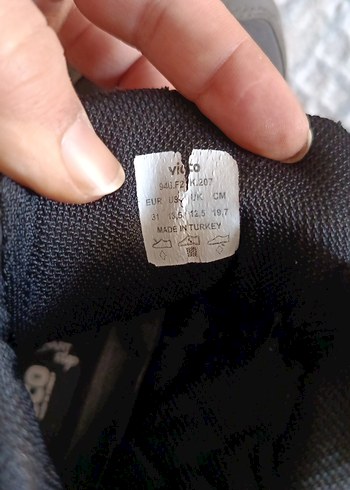 vicco
EUR US UK CM
31 13,5 12.5 19,7
MADE IN TURKEY